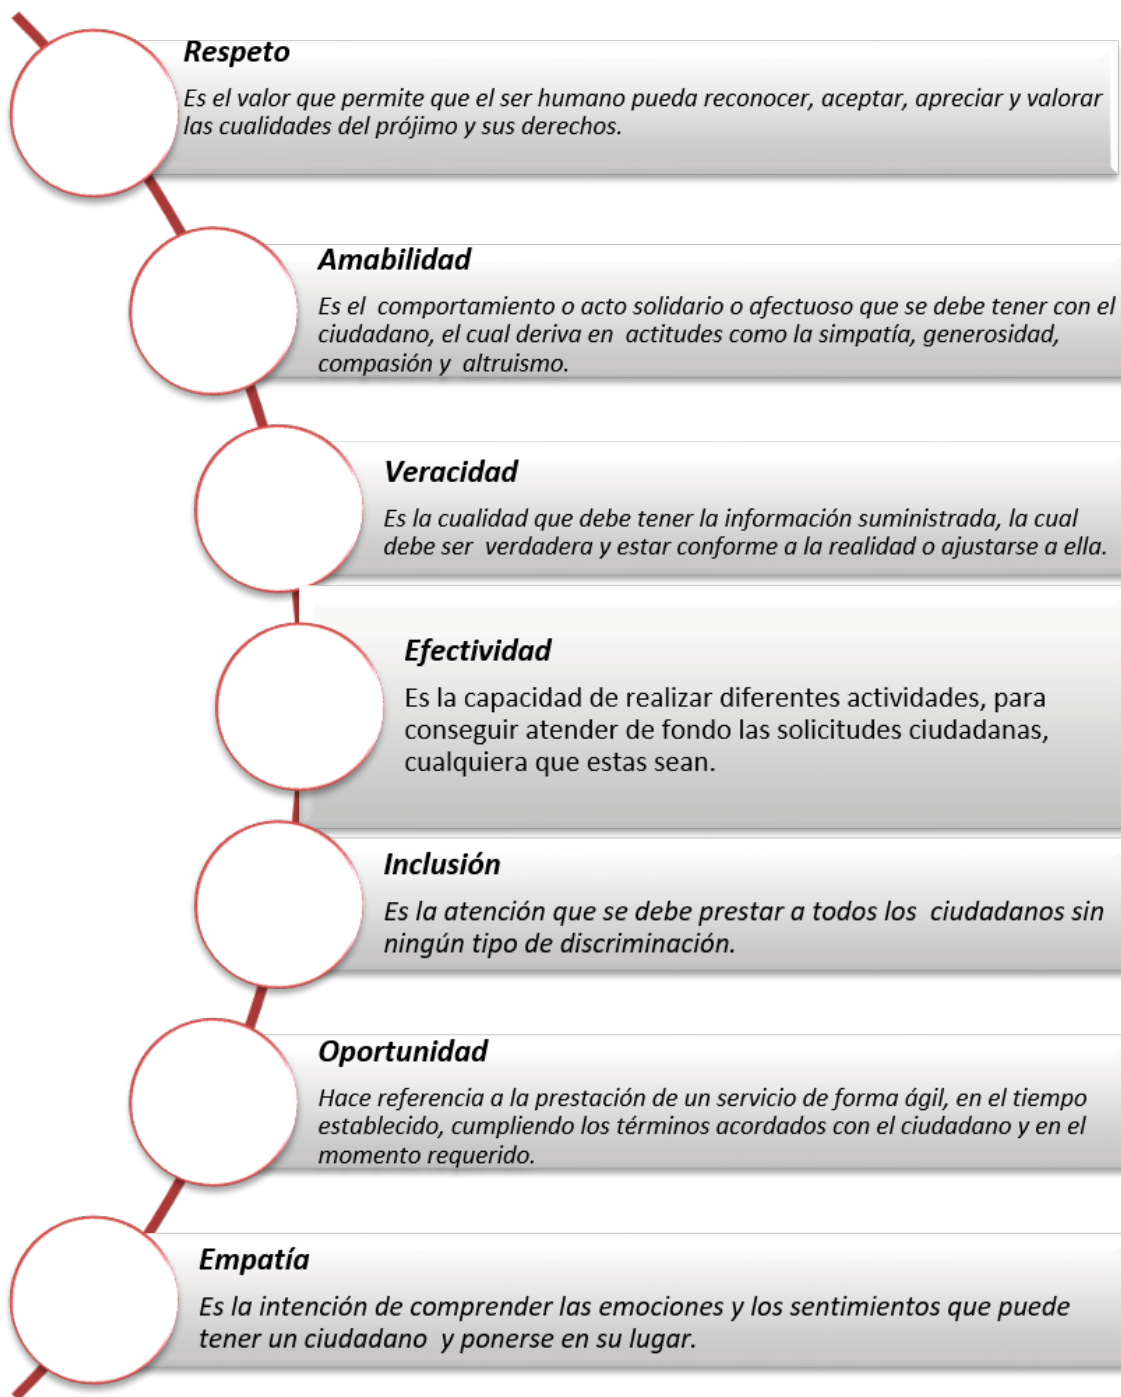 Respeto
Es el valor que permite que el ser humano pueda reconocer, aceptar, apreciar y valorar
las cualidades del prójimo y sus derechos.
Amabilidad
Es el comportamiento o acto solidario o afectuoso que se debe tener con el
ciudadano, el cual deriva en actitudes como la simpatía, generosidad,
compasión y altruismo.
Veracidad
Es la cualidad que debe tener la información suministrada, la cual
debe ser verdadera y estar conforme a la realidad o ajustarse a ella.
Efectividad
Es la capacidad de realizar diferentes actividades, para
conseguir atender de fondo las solicitudes ciudadanas,
cualquiera que estas sean.
Inclusión
Es la atención que se debe prestar a todos los ciudadanos sin
ningún tipo de discriminación.
Oportunidad
Hace referencia a la prestación de un servicio de forma ágil, en el tiempo
establecido, cumpliendo los términos acordados con el ciudadano y en el
momento requerido.
Empatía
Es la intención de comprender las emociones y los sentimientos que puede
tener un ciudadano y ponerse en su lugar.